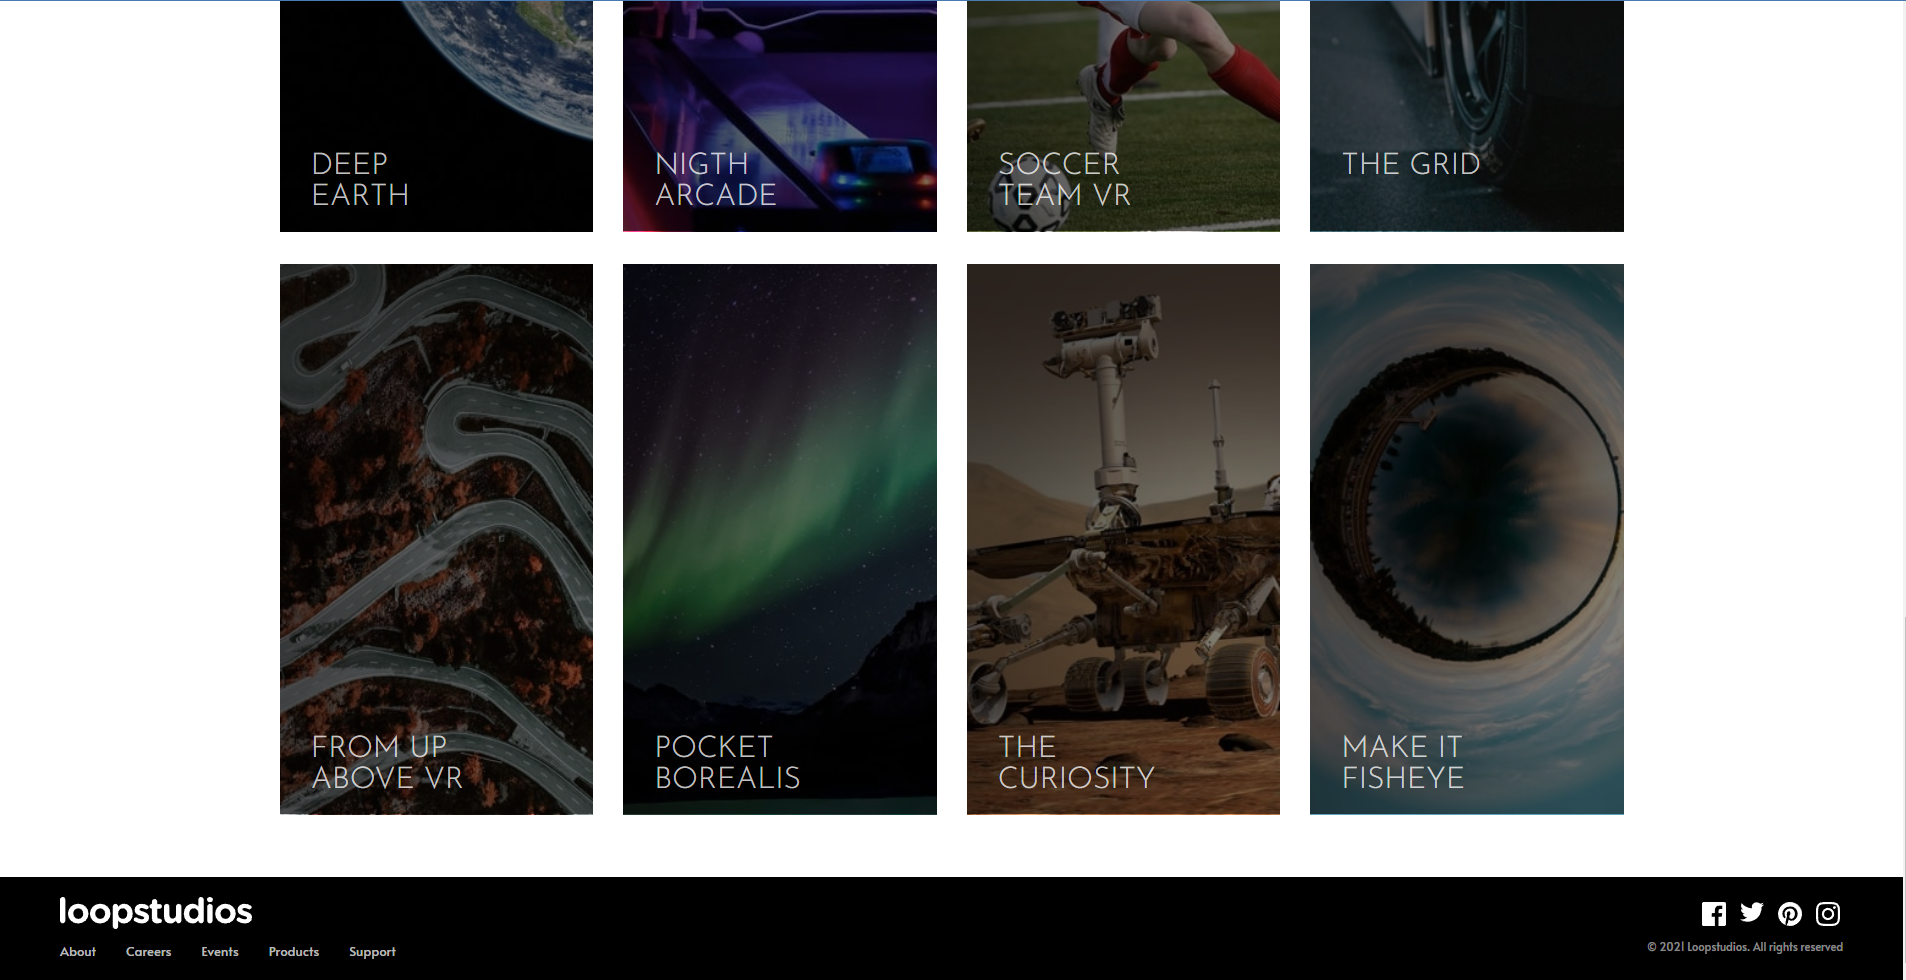 DEEP
EARTH
NIGTH
ARCADE
SOCCER
TEAM VR
THE GRID
FROM UP
ABOVE VR
POCKET
BOREALIS
THE
CURIOSITY
MAKE IT
FISHEYE
loopstudios
About Careers Events Products Support
© 2021 Loopstudios. All rights reserved